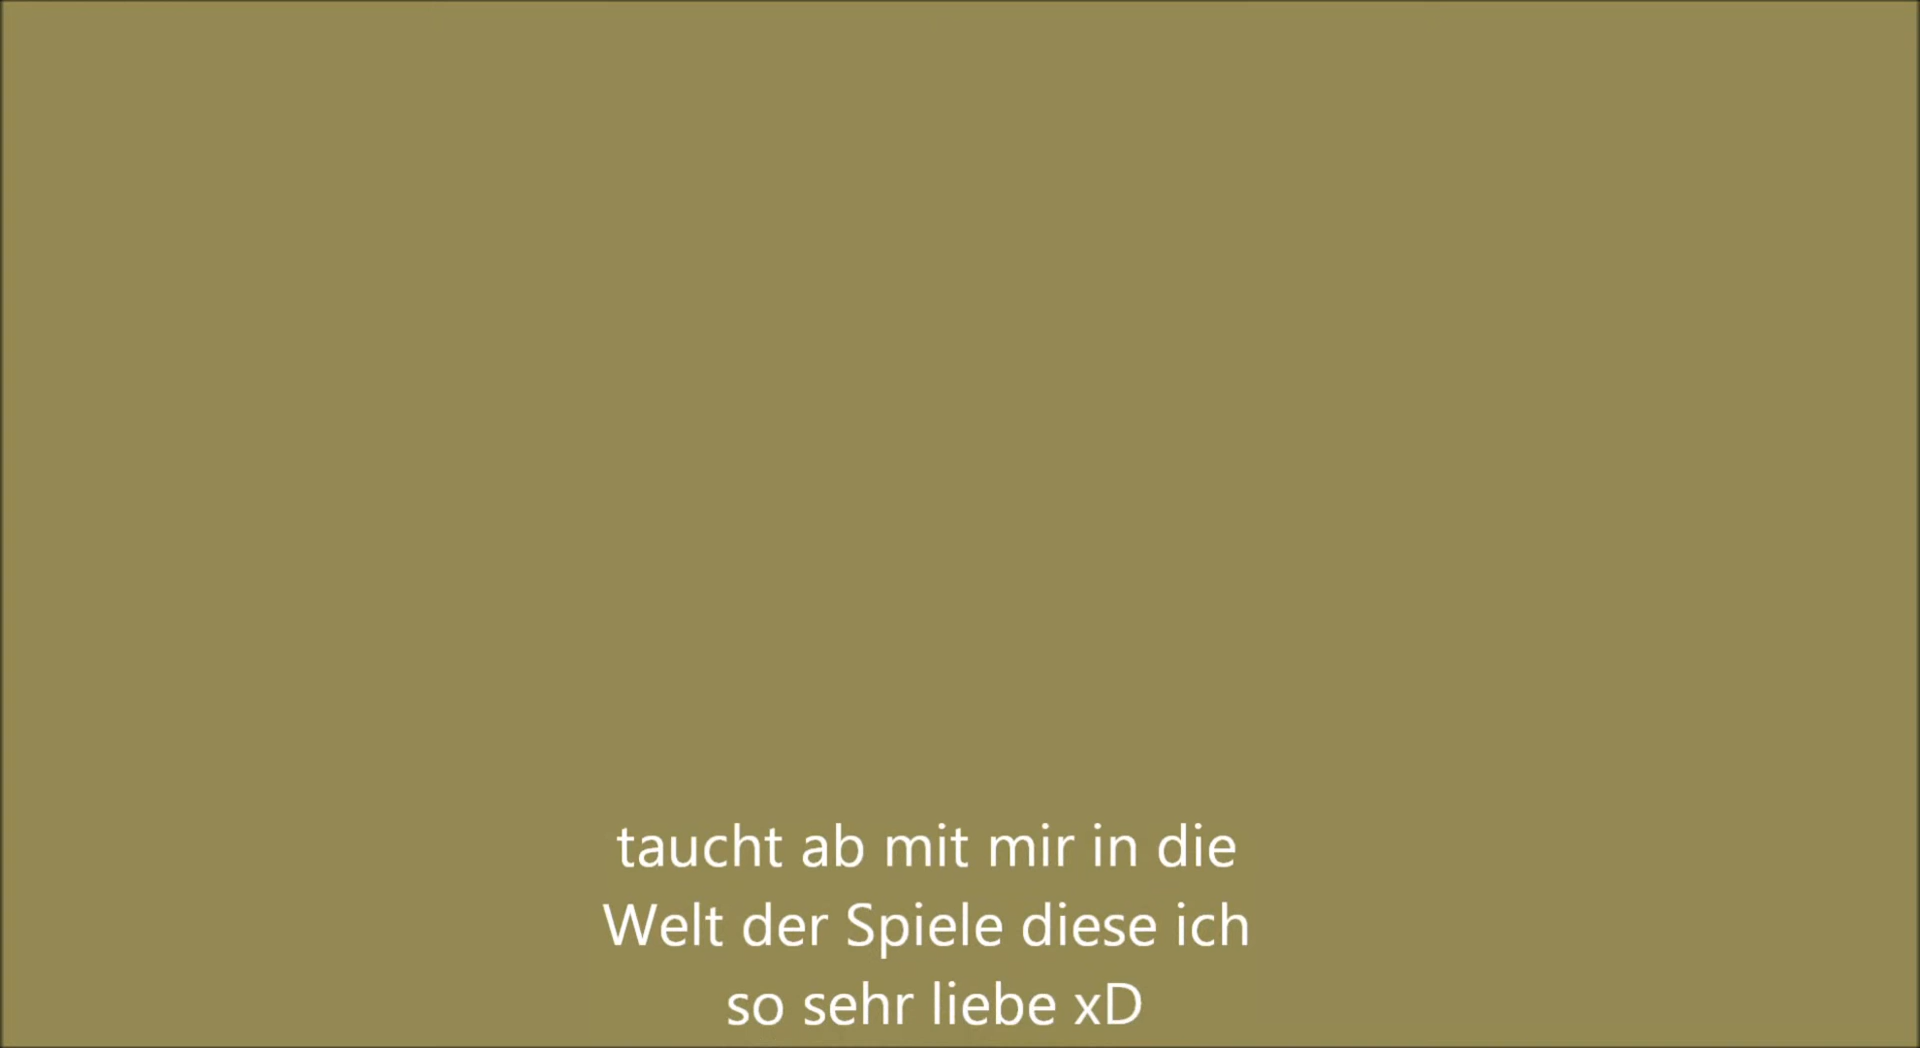 taucht ab mit mir in die
Welt der Spiele diese ich
so sehr liebe xD